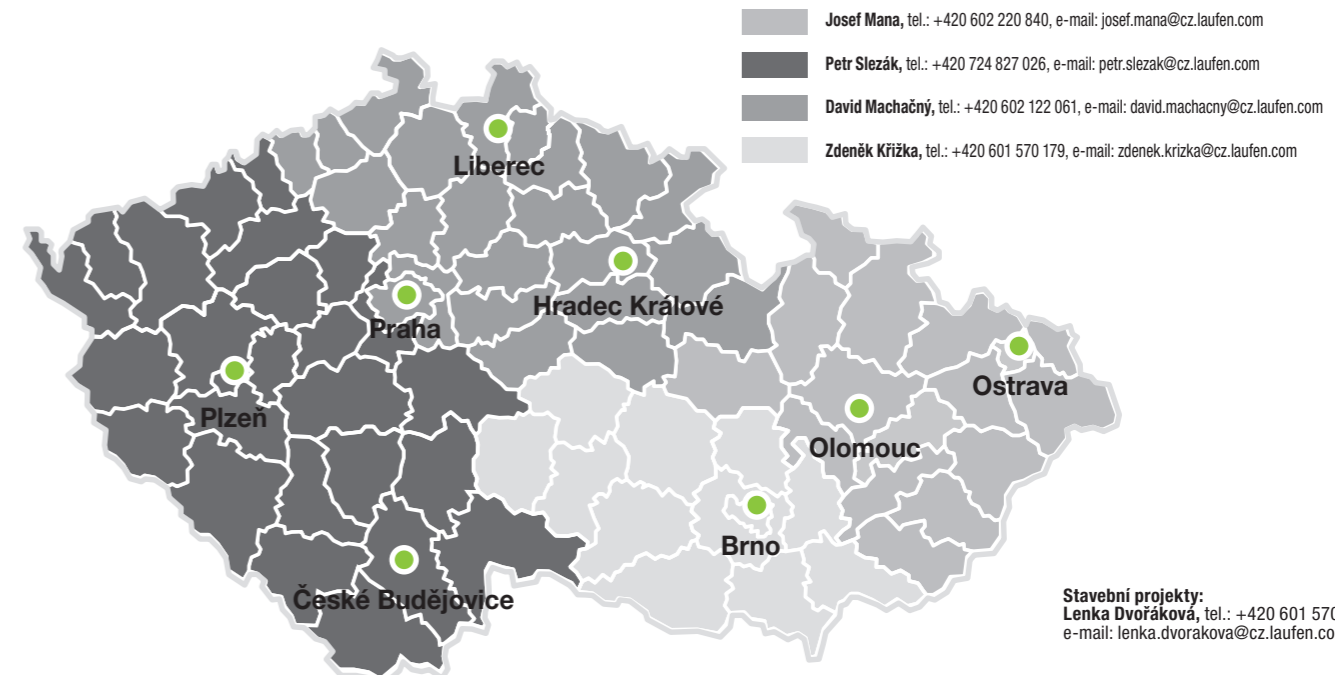 Josef Mana, tel.: +420 602 220 840, e-mail: josef.mana@cz.laufen.com
Petr Slezák, tel.: +420 724 827 026, e-mail: petr.slezak@cz.laufen.com
David Machačný, tel.: +420 602 122 061, e-mail: david.machacny@cz.laufen.com
Zdeněk Křižka, tel.: +420 601 570 179, e-mail: zdenek.krizka@cz.laufen.com
Liberec
Hradec Králové
Praha
Ostrava
Plzeň
Olomouc
Brno
České Budějovice
Stavební projekty:
Lenka Dvořáková, tel.: +420 601 570
e-mail: lenka.dvorakova@cz.laufen.co